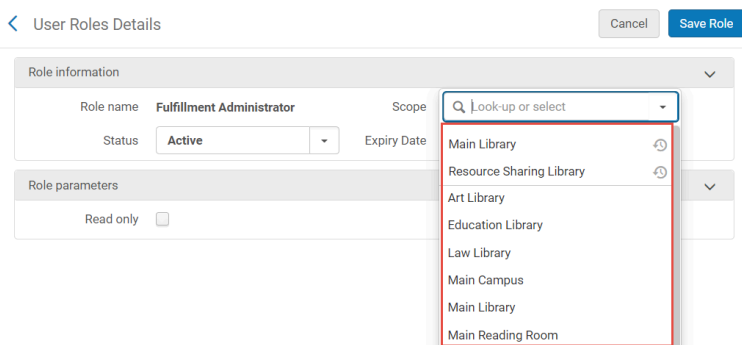 User Roles Details
Cancel
Save Role
Role information
Role name Fulfillment Administrator Scope Look-up or select
Status Active Expiry Date
Main Library
Resource Sharing Library
Role parameters
Art Library
Read only
Education Library
Law Library
Main Campus
Main Library
Main Reading Room